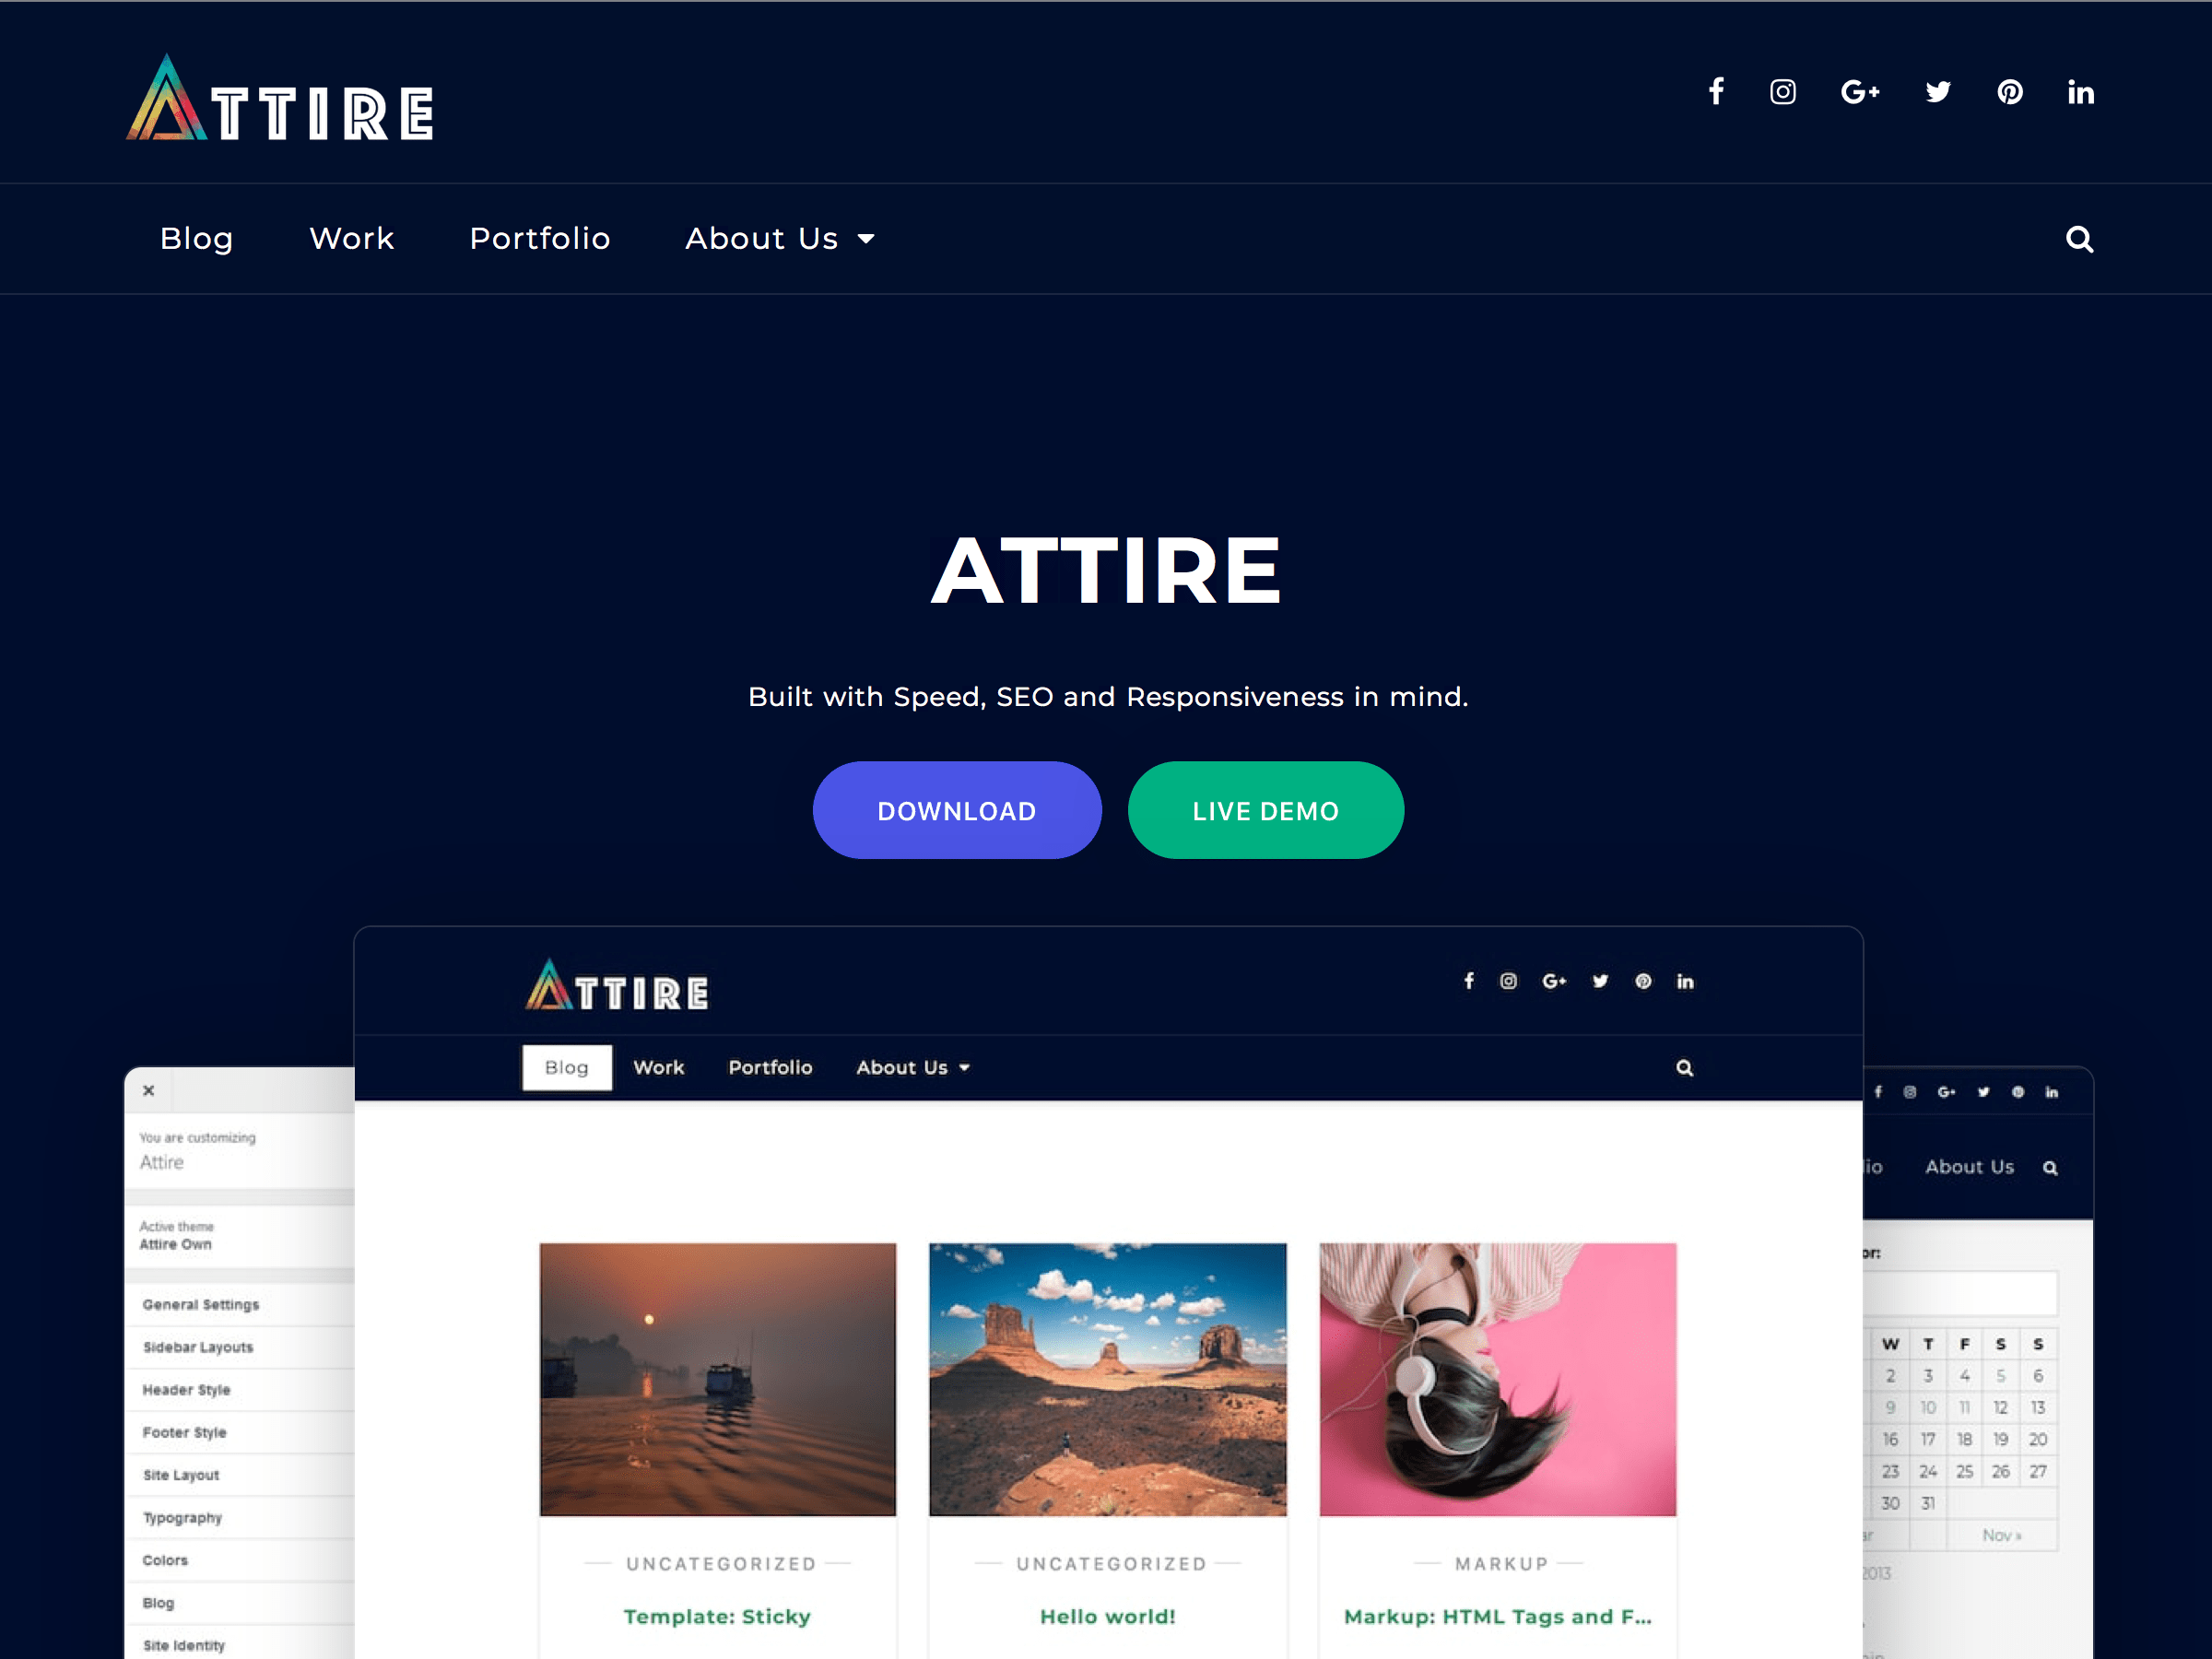 ATTIRE
Blog Work Portfolio About Us
ATTIRE
Built with Speed, SEO and Responsiveness in mind.
DOWNLOAD LIVE DEMO
ATTIRE
Blog Work Portfolio About Us
You are customizing
Attire
Active theme
Attire Own
General Settings
Sidebar Layouts
Header Style
Footer Style
Site Layout
Typography
Colors
Blog
Site Identity
UNCATEGORIZED
Template: Sticky
UNCATEGORIZED
Hello world!
MARKUP
Markup: HTML Tags and F...
About Us
W T F S S
2 3 4 5 6
9 10 11 12 13
16 17 18 19 20
23 24 25 26 27
30 31
Nov »
2013